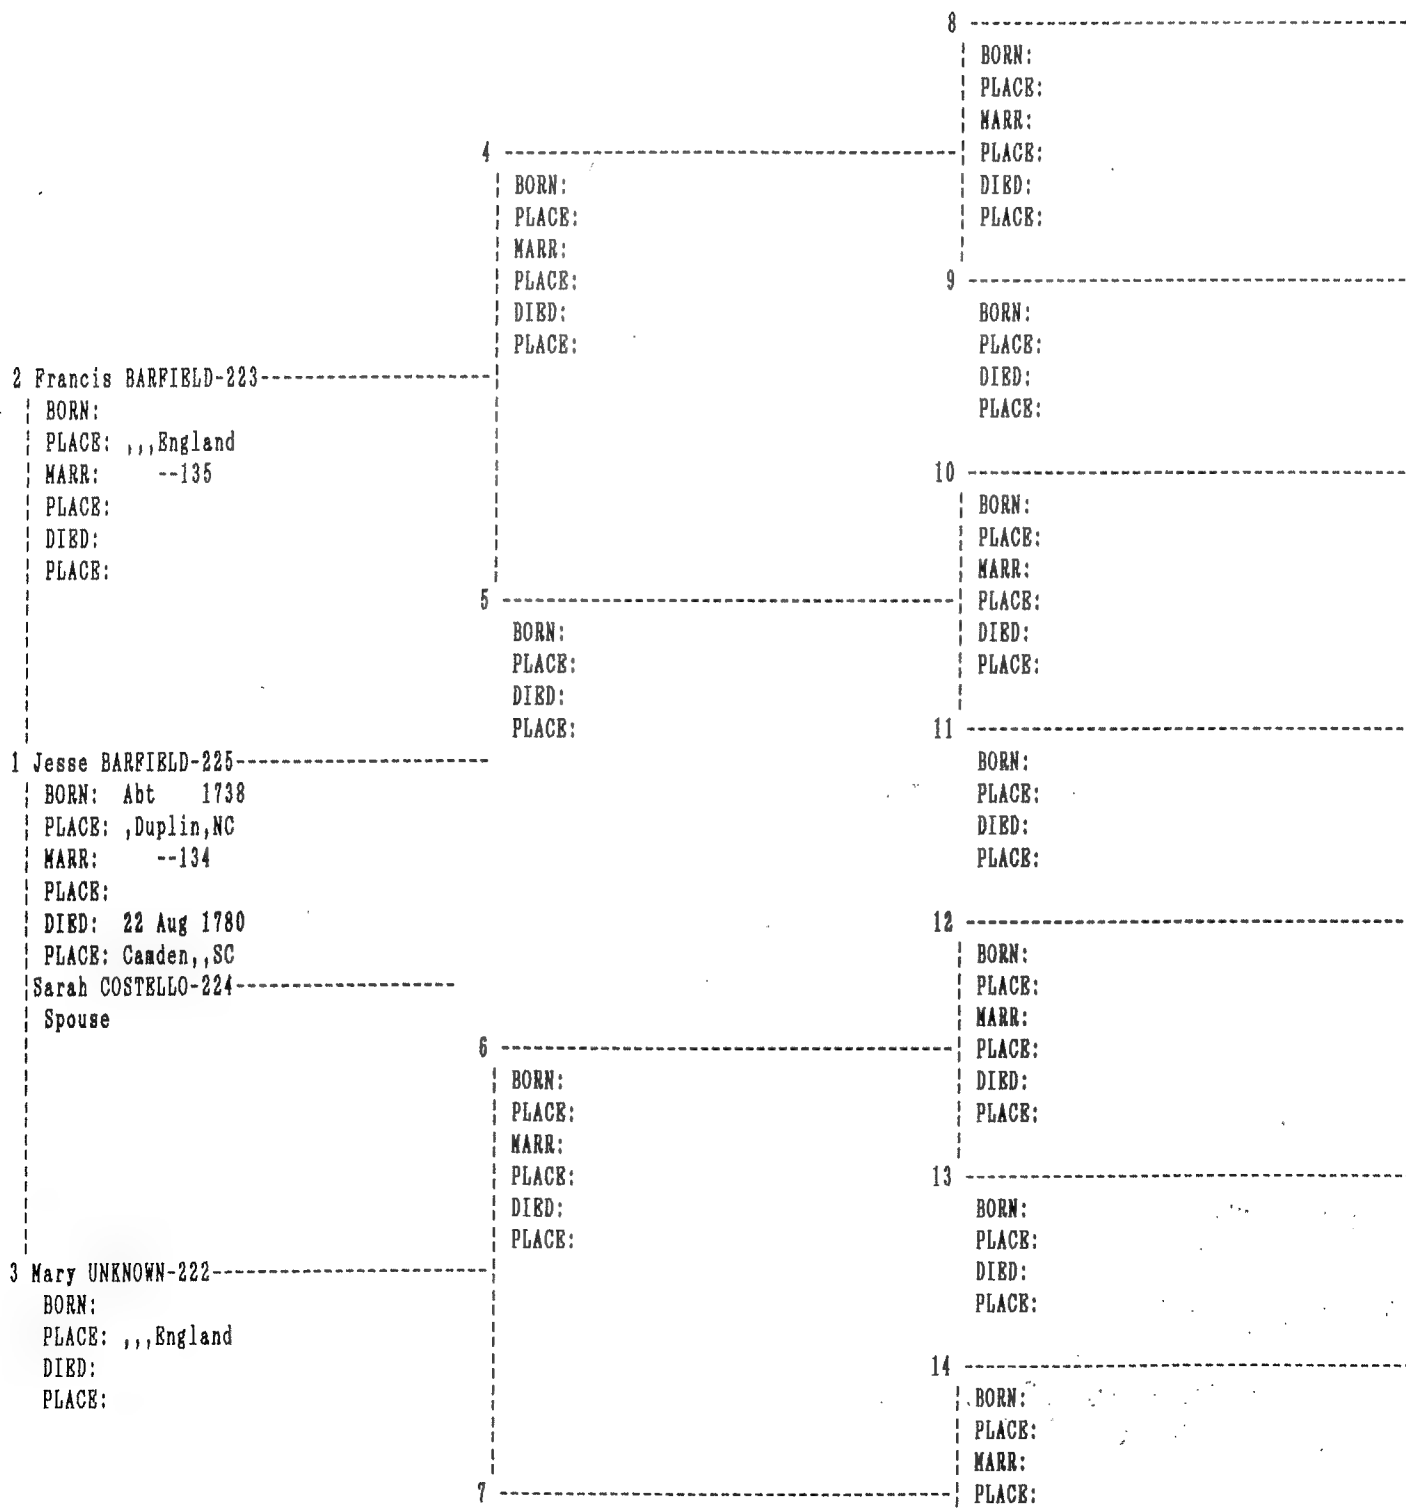 8
BORN:
PLACE:
MARR:
4
PLACE:
BORN:
DIED:
PLACE:
PLACE:
MARR:
PLACE:
9
DIED:
BORN:
PLACE:
PLACE:
2 Francis BARFIELD-223
DIED:
BORN:
PLACE:
PLACE: ,,,England
MARR: --135
10
PLACE:
BORN:
DIED:
PLACE:
PLACE:
MARR:
5
PLACE:
BORN:
DIED:
PLACE:
PLACE:
DIED:
PLACE:
11
1 Jesse BARFIELD-225
BORN:
BORN: Abt 1738
PLACE:
PLACE: ,Duplin,NC
DIED:
MARR: --134
PLACE:
PLACE:
DIED: 22 Aug 1780
12
PLACE: Camden,,SC
BORN:
Sarah COSTELLO-224
PLACE:
Spouse
MARR:
6
PLACE:
BORN:
DIED:
PLACE:
PLACE:
MARR:
PLACE:
13
DIED:
BORN:
PLACE:
PLACE:
3 Mary UNKNOWN-222
DIED:
BORN:
PLACE:
PLACE: ,,,England
DIED:
14
PLACE:
BORN:
PLACE:
MARR:
7
PLACE: